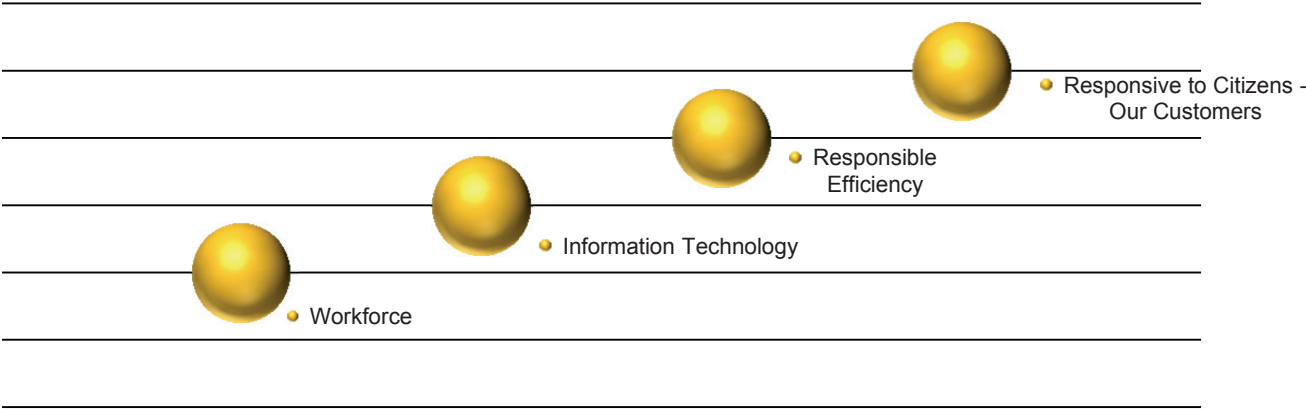 Responsive to Citizens -
Our Customers
Responsible
Efficiency
Information Technology
Workforce